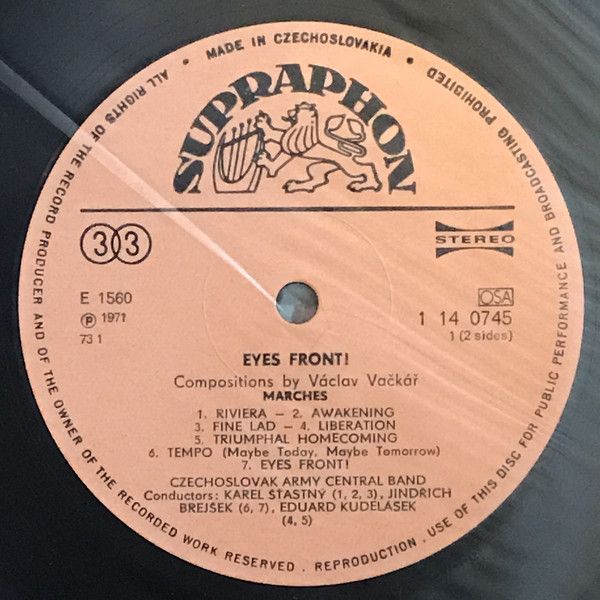 MADE IN CZECHOSLOVAKIA • ALL RIGHTS OF THE RECORD PRODUCER AND OF THE OWNER OF THE RECORDED WORK RESERVED . REPRODUCTION . USE OF THIS DISC FOR PUBLIC PERFORMANCE AND BROADCASTING PROHIBITED •
SUPRAPHON
33
STEREO
E 1560
OSA
℗ 1971
1 14 0745
73 1
1 (2 sides)
EYES FRONT!
Compositions by Václav Vačkář
MARCHES
1. RIVIERA – 2. AWAKENING
3. FINE LAD – 4. LIBERATION
5. TRIUMPHAL HOMECOMING
6. TEMPO (Maybe Today, Maybe Tomorrow)
7. EYES FRONT!
CZECHOSLOVAK ARMY CENTRAL BAND
Conductors: KAREL ŠŤASTNÝ (1, 2, 3), JINDRICH
BREJŠEK (6, 7), EDUARD KUDELÁSEK
(4, 5)